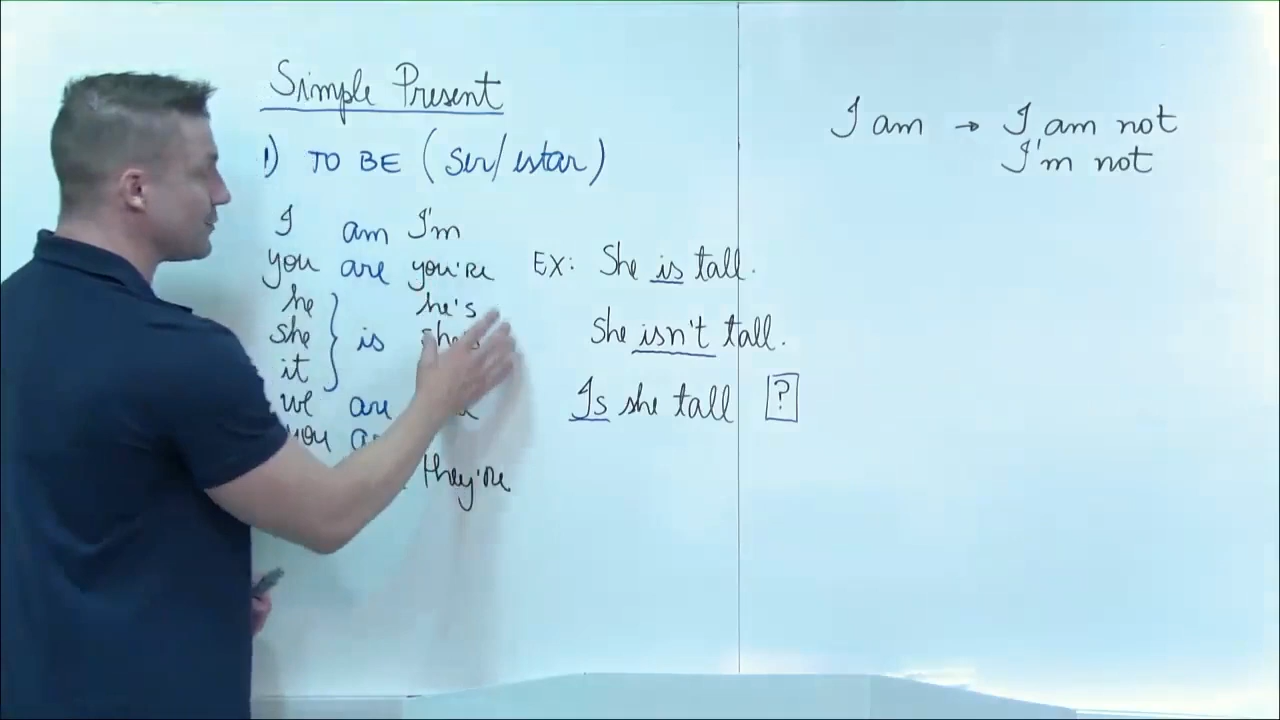 Simple Present
1) TO BE (ser/estar)
I am I'm
you are you're
he he's
she is
it
we are
you
they're
EX: She is tall.
She isn't tall.
Is she tall ?
I am → I am not
I'm not